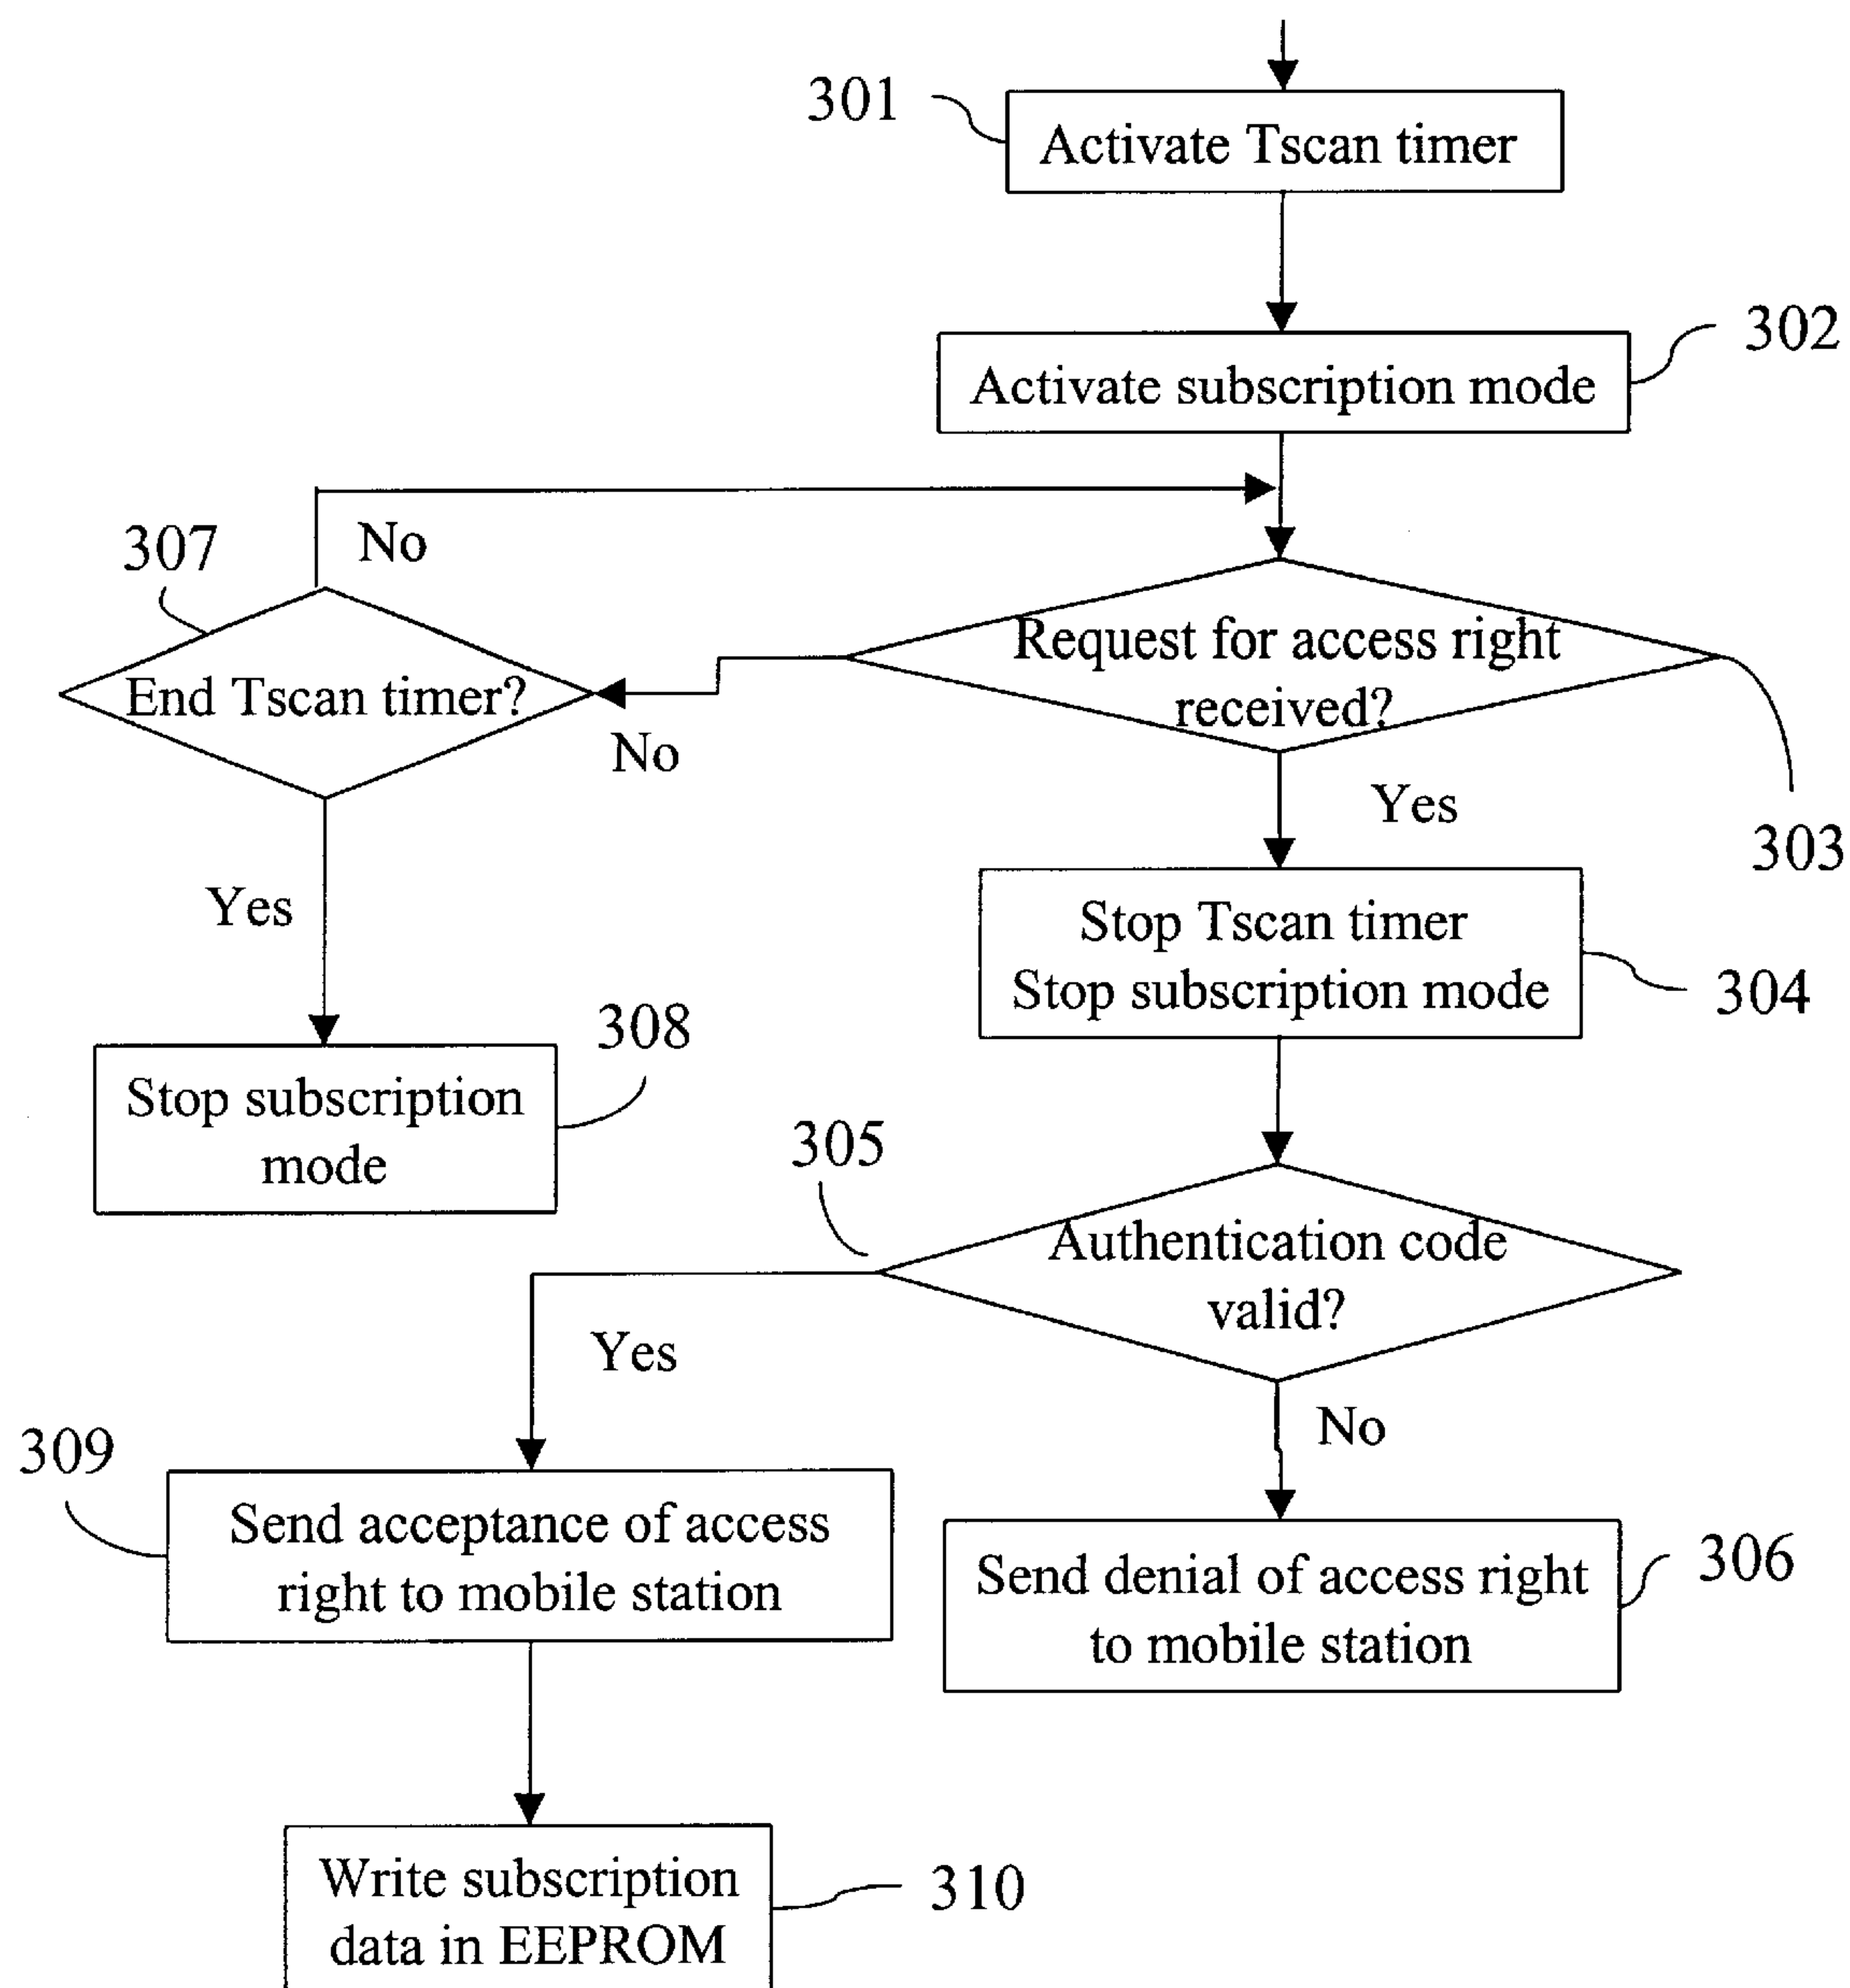 301
Activate Tscan timer
302
Activate subscription mode
No
307
Request for access right
received?
End Tscan timer?
No
Yes
303
Yes
Stop Tscan timer
Stop subscription mode
304
308
Stop subscription
mode
305
Authentication code
valid?
Yes
No
309
Send acceptance of access
right to mobile station
306
Send denial of access right
to mobile station
Write subscription
data in EEPROM
310